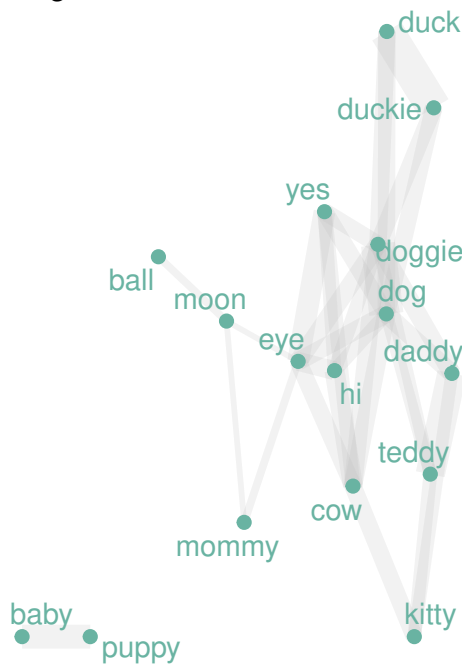 duck
duckie
yes
doggie
ball
moon
dog
eye
daddy
hi
teddy
cow
mommy
baby
kitty
puppy